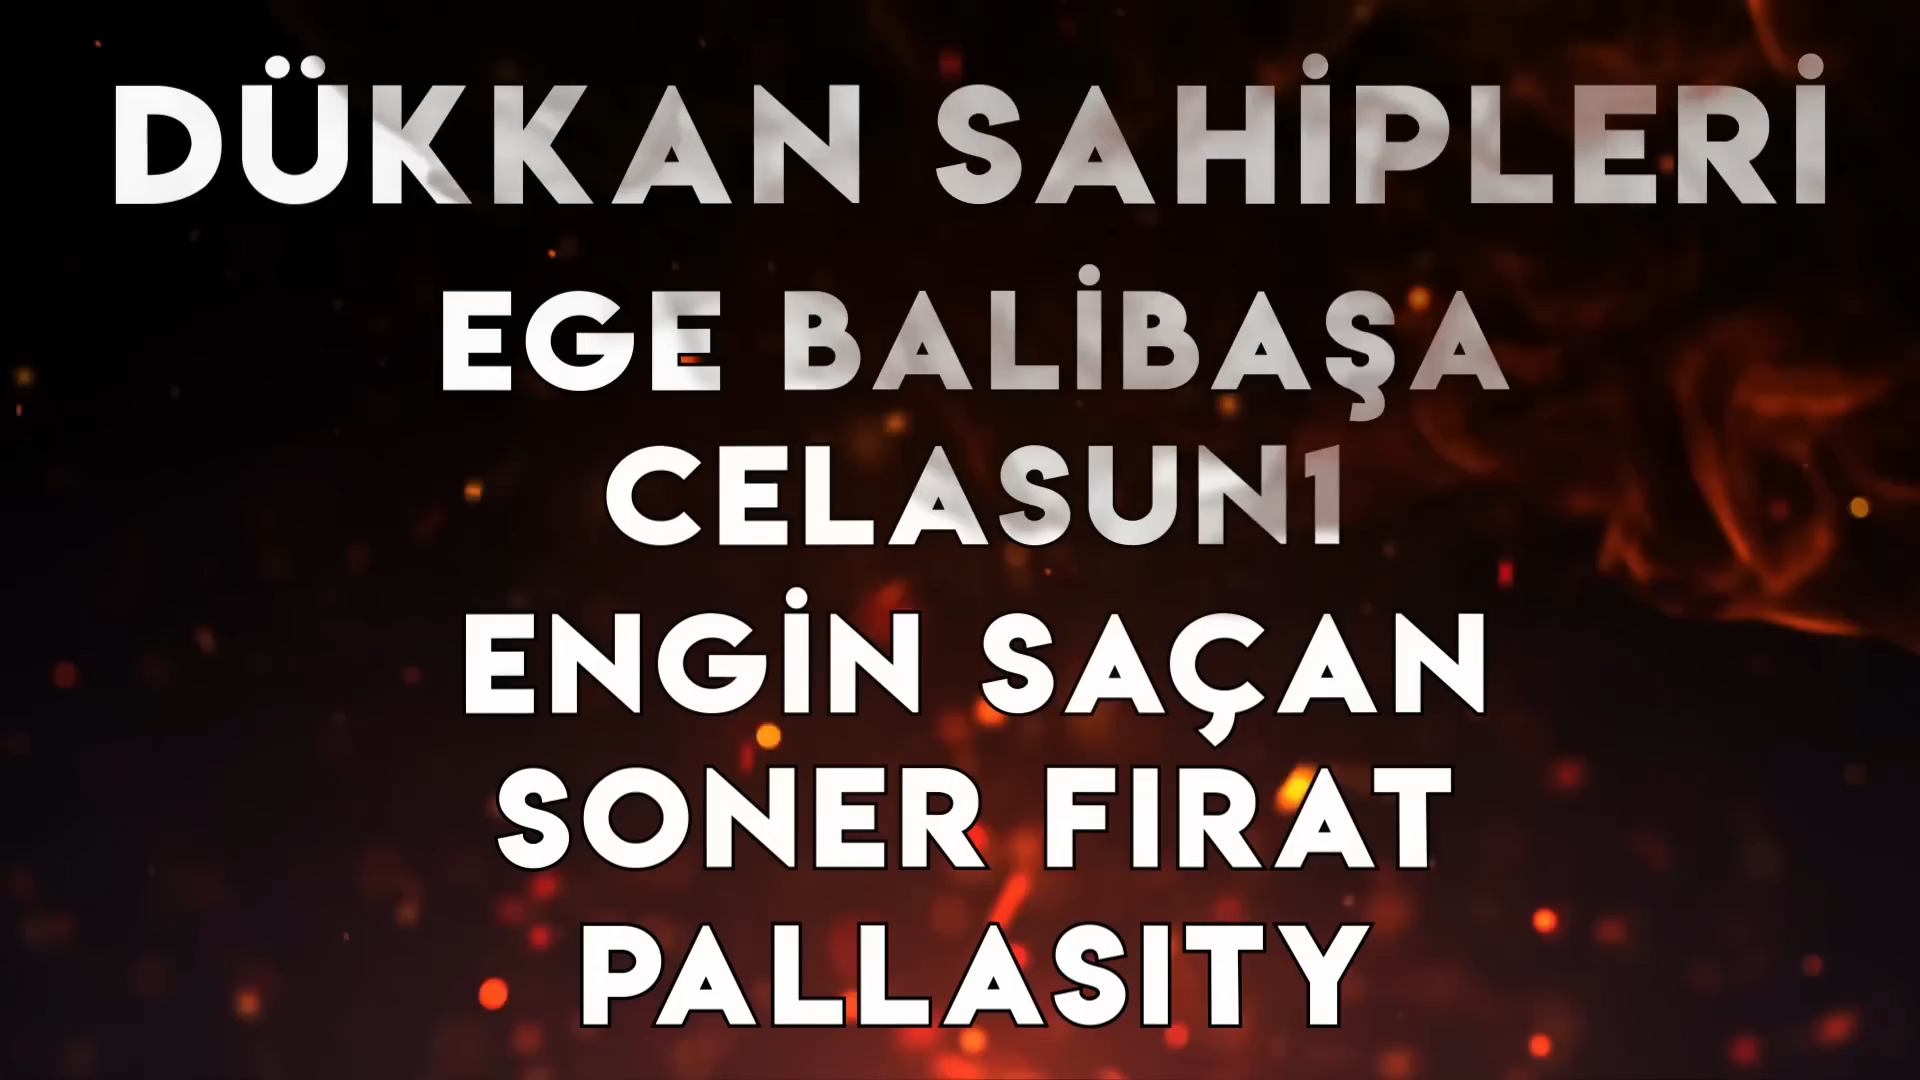 DÜKKAN SAHİPLERİ
EGE BALİBAŞA
CELASUN1
ENGİN SAÇAN
SONER FIRAT
PALLASITY